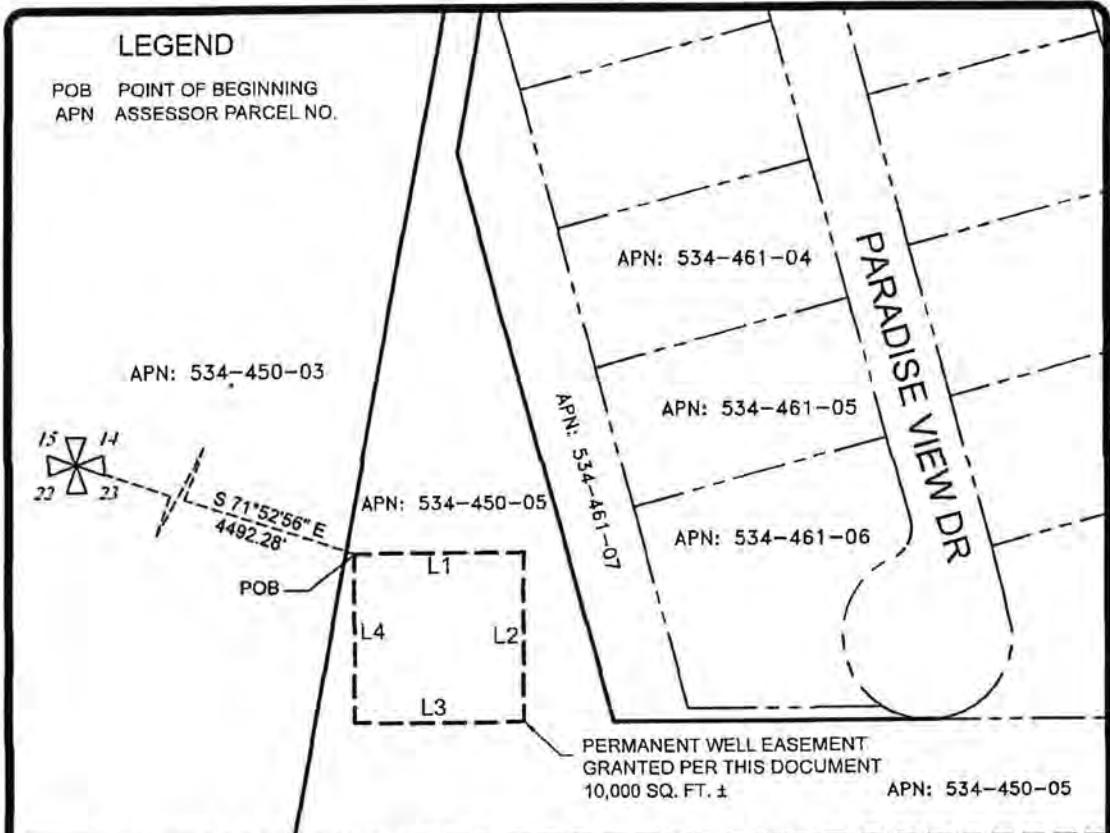 LEGEND
POB POINT OF BEGINNING
APN ASSESSOR PARCEL NO.
APN: 534-461-04
PARADISE VIEW DR
APN: 534-450-03
APN: 534-461-05
APN: 534-461-07
15 14
22 23
S 71°52'56" E
4492.28'
APN: 534-450-05
APN: 534-461-06
POB
L1
L4
L2
L3
PERMANENT WELL EASEMENT
GRANTED PER THIS DOCUMENT
10,000 SQ. FT. ±
APN: 534-450-05